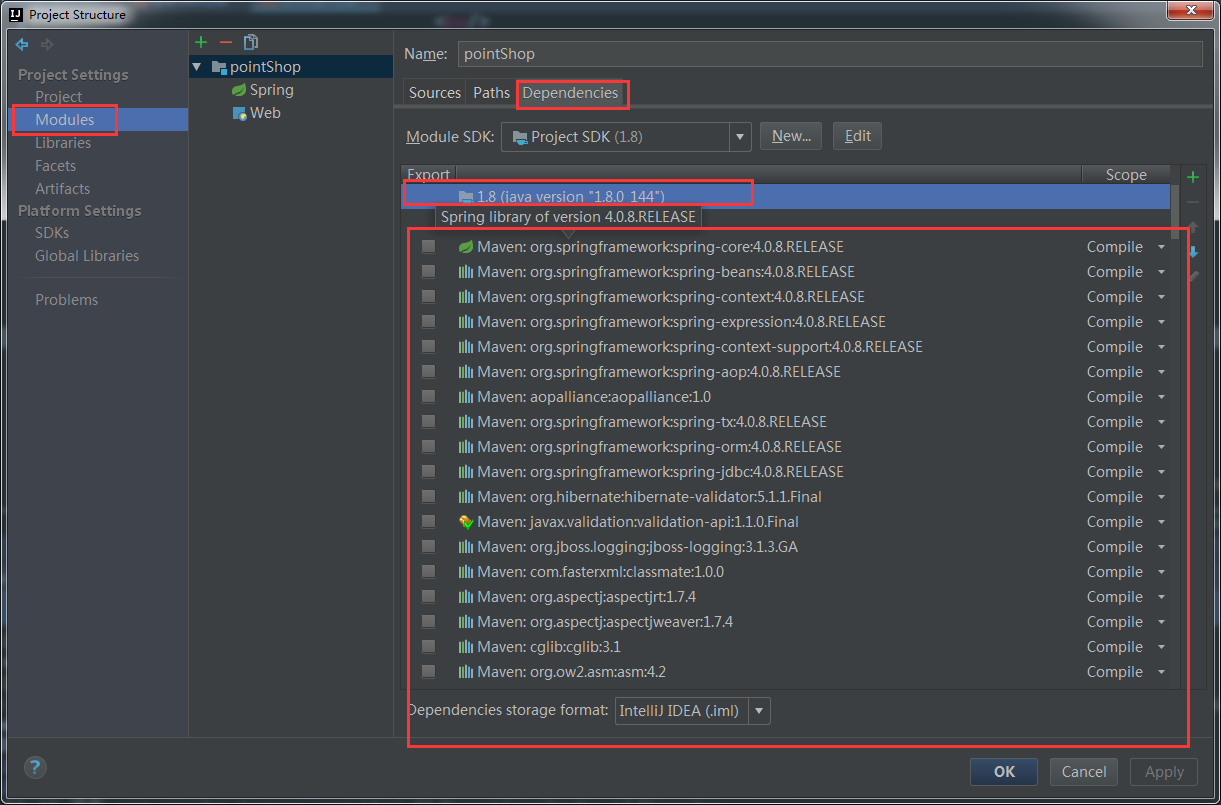 Project Structure
Project Settings
Project
Modules
Libraries
Facets
Artifacts
Platform Settings
SDKs
Global Libraries
Problems
pointShop
Spring
Web
Name: pointShop
Sources Paths Dependencies
Module SDK: Project SDK (1.8) New... Edit
Export Scope
1.8 (java version "1.8.0_144")
Spring library of version 4.0.8.RELEASE
Maven: org.springframework:spring-core:4.0.8.RELEASE Compile
Maven: org.springframework:spring-beans:4.0.8.RELEASE Compile
Maven: org.springframework:spring-context:4.0.8.RELEASE Compile
Maven: org.springframework:spring-expression:4.0.8.RELEASE Compile
Maven: org.springframework:spring-context-support:4.0.8.RELEASE Compile
Maven: org.springframework:spring-aop:4.0.8.RELEASE Compile
Maven: aopalliance:aopalliance:1.0 Compile
Maven: org.springframework:spring-tx:4.0.8.RELEASE Compile
Maven: org.springframework:spring-orm:4.0.8.RELEASE Compile
Maven: org.springframework:spring-jdbc:4.0.8.RELEASE Compile
Maven: org.hibernate:hibernate-validator:5.1.1.Final Compile
Maven: javax.validation:validation-api:1.1.0.Final Compile
Maven: org.jboss.logging:jboss-logging:3.1.3.GA Compile
Maven: com.fasterxml:classmate:1.0.0 Compile
Maven: org.aspectj:aspectjrt:1.7.4 Compile
Maven: org.aspectj:aspectjweaver:1.7.4 Compile
Maven: cglib:cglib:3.1 Compile
Maven: org.ow2.asm:asm:4.2 Compile
Dependencies storage format: IntelliJ IDEA (.iml)
? OK Cancel Apply